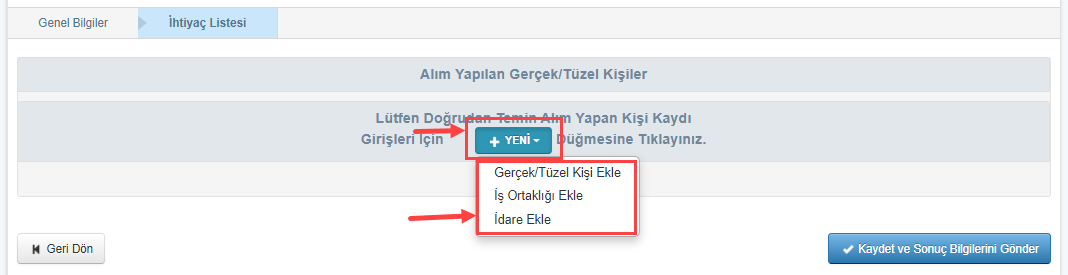 Genel Bilgiler
İhtiyaç Listesi
Alım Yapılan Gerçek/Tüzel Kişiler
Lütfen Doğrudan Temin Alım Yapan Kişi Kaydı
Girişleri İçin + YENİ Düğmesine Tıklayınız.
Gerçek/Tüzel Kişi Ekle
İş Ortaklığı Ekle
İdare Ekle
Geri Dön
Kaydet ve Sonuç Bilgilerini Gönder